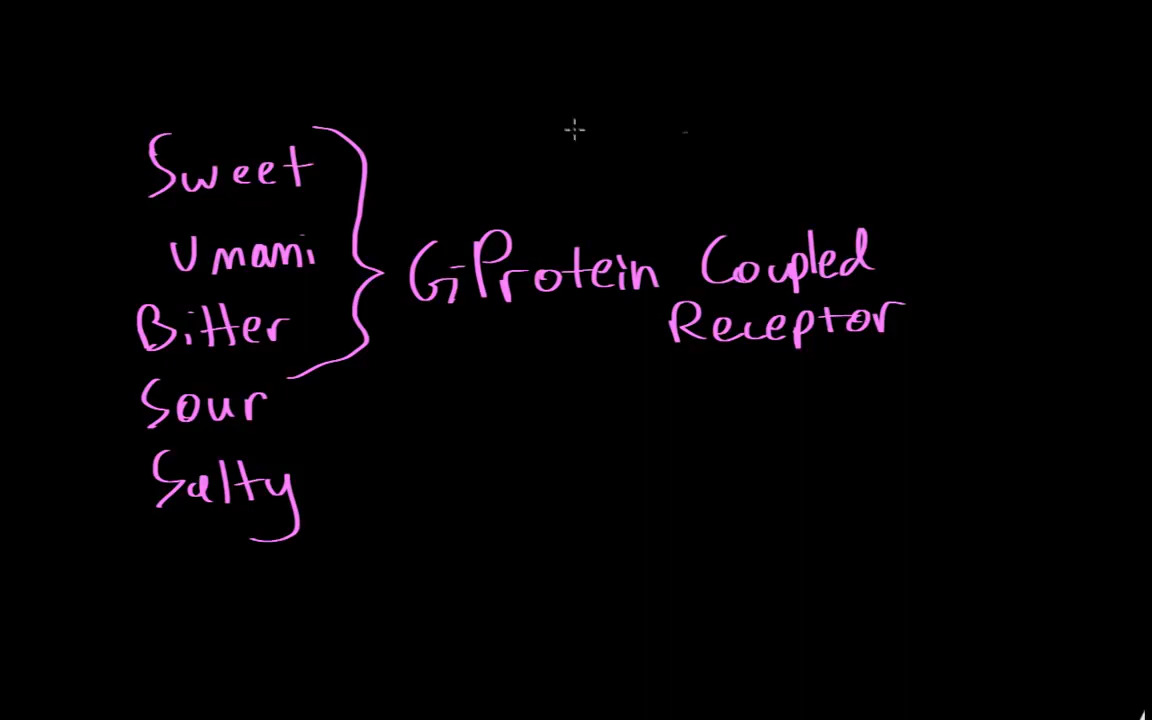 Sweet
Umami
Bitter
Sour
Salty
G Protein Coupled
Receptor